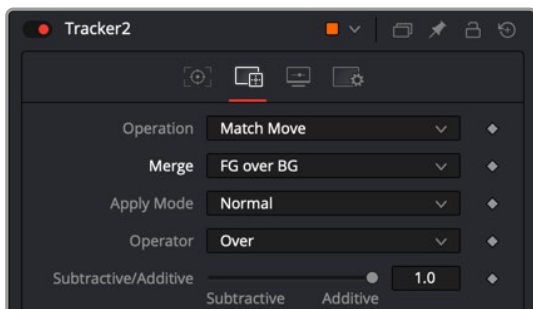 Tracker2
Operation Match Move
Merge FG over BG
Apply Mode Normal
Operator Over
Subtractive/Additive 1.0
Subtractive Additive